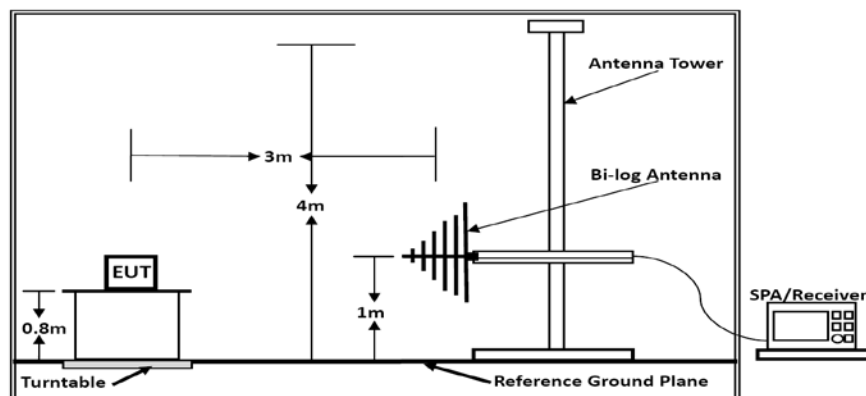 Antenna Tower
3m
Bi-log Antenna
4m
EUT
SPA/Receiver
0.8m
1m
Turntable
Reference Ground Plane